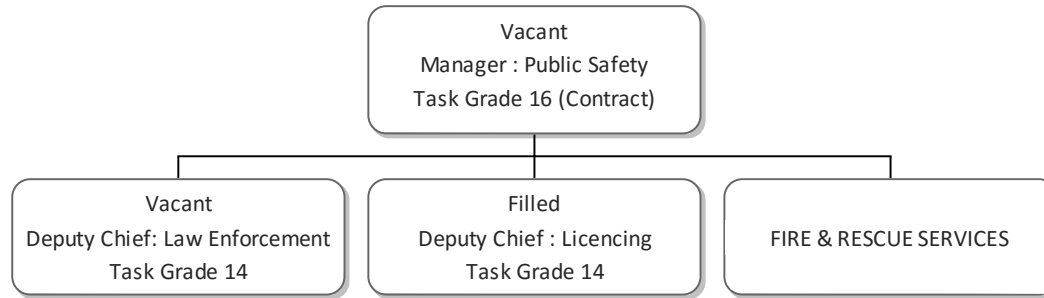 Vacant
Manager : Public Safety
Task Grade 16 (Contract)
Vacant
Deputy Chief: Law Enforcement
Task Grade 14
Filled
Deputy Chief : Licencing
Task Grade 14
FIRE & RESCUE SERVICES